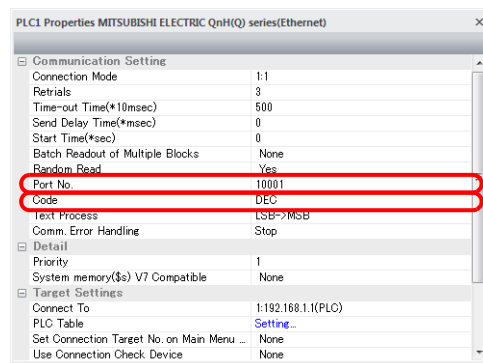 PLC1 Properties MITSUBISHI ELECTRIC QnH(Q) series(Ethernet) ×
Communication Setting
Connection Mode 1:1
Retrials 3
Time-out Time(*10msec) 500
Send Delay Time(*msec) 0
Start Time(*sec) 0
Batch Readout of Multiple Blocks None
Random Read Yes
Port No. 10001
Code DEC
Text Process LSB->MSB
Comm. Error Handling Stop
Detail
Priority 1
System memory($s) V7 Compatible None
Target Settings
Connect To 1:192.168.1.1(PLC)
PLC Table Setting...
Set Connection Target No. on Main Menu ... None
Use Connection Check Device None